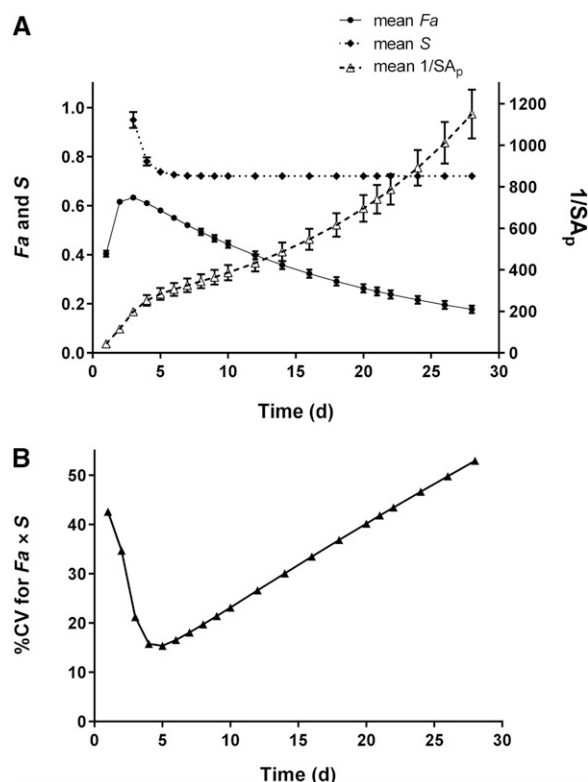 A
mean Fa
mean S
mean 1/SAp
1.0
0.8
0.6
0.4
0.2
0.0
Fa and S
1200
1000
800
600
400
200
0
1/SAp
0 5 10 15 20 25 30
Time (d)
B
50
40
30
20
10
0
%CV for Fa × S
0 5 10 15 20 25 30
Time (d)